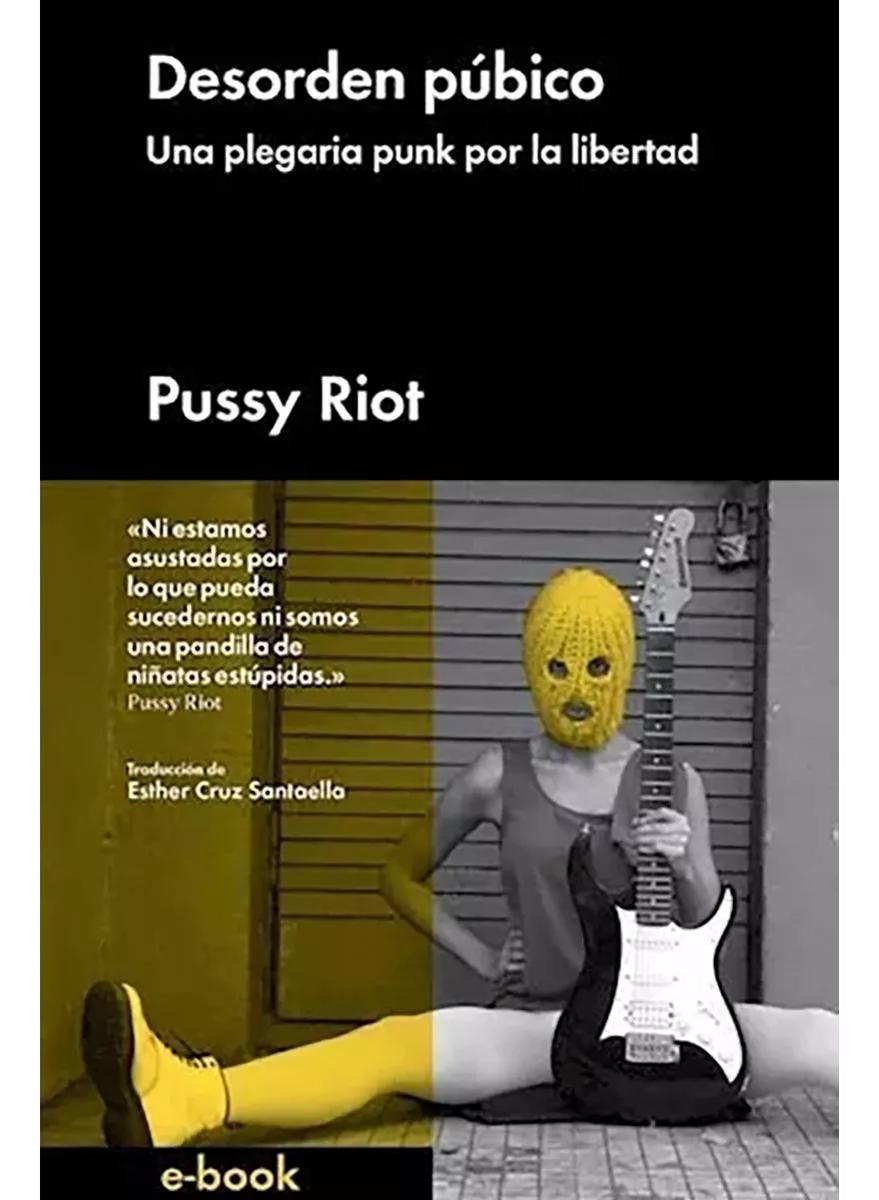 Desorden púbico
Una plegaria punk por la libertad
Pussy Riot
«Ni estamos
asustadas por
lo que pueda
sucedernos ni somos
una pandilla de
niñatas estúpidas.»
Pussy Riot
Traducción de
Esther Cruz Santaella
e-book